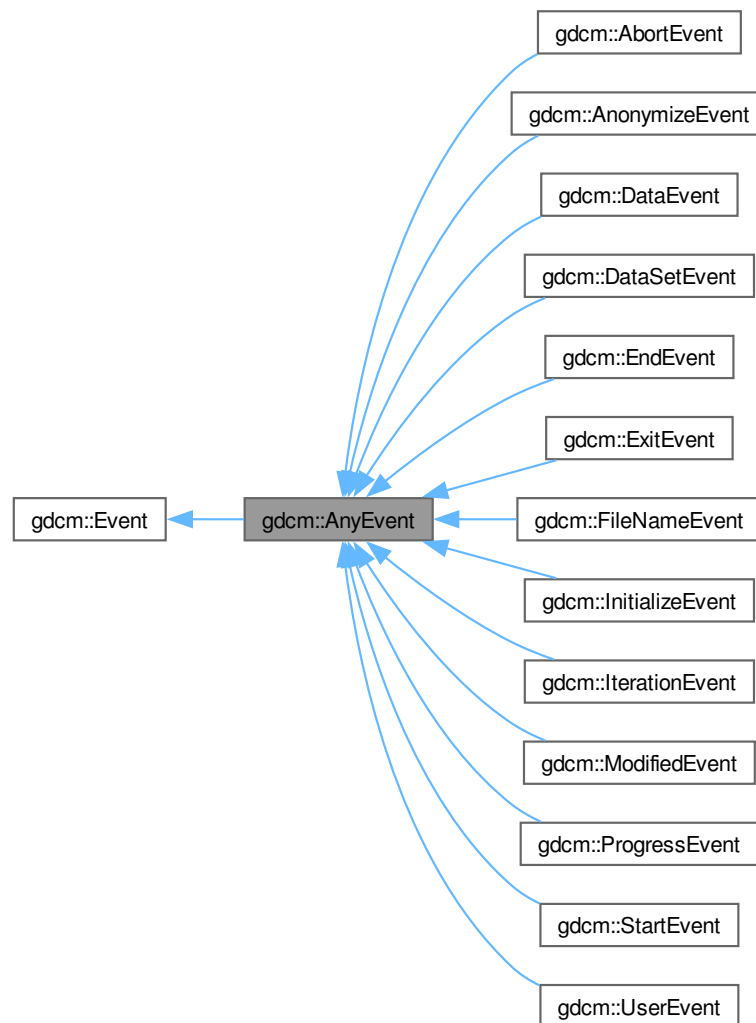 gdcm::AbortEvent
gdcm::AnonymizeEvent
gdcm::DataEvent
gdcm::DataSetEvent
gdcm::EndEvent
gdcm::ExitEvent
gdcm::Event
gdcm::AnyEvent
gdcm::FileNameEvent
gdcm::InitializeEvent
gdcm::IterationEvent
gdcm::ModifiedEvent
gdcm::ProgressEvent
gdcm::StartEvent
gdcm::UserEvent